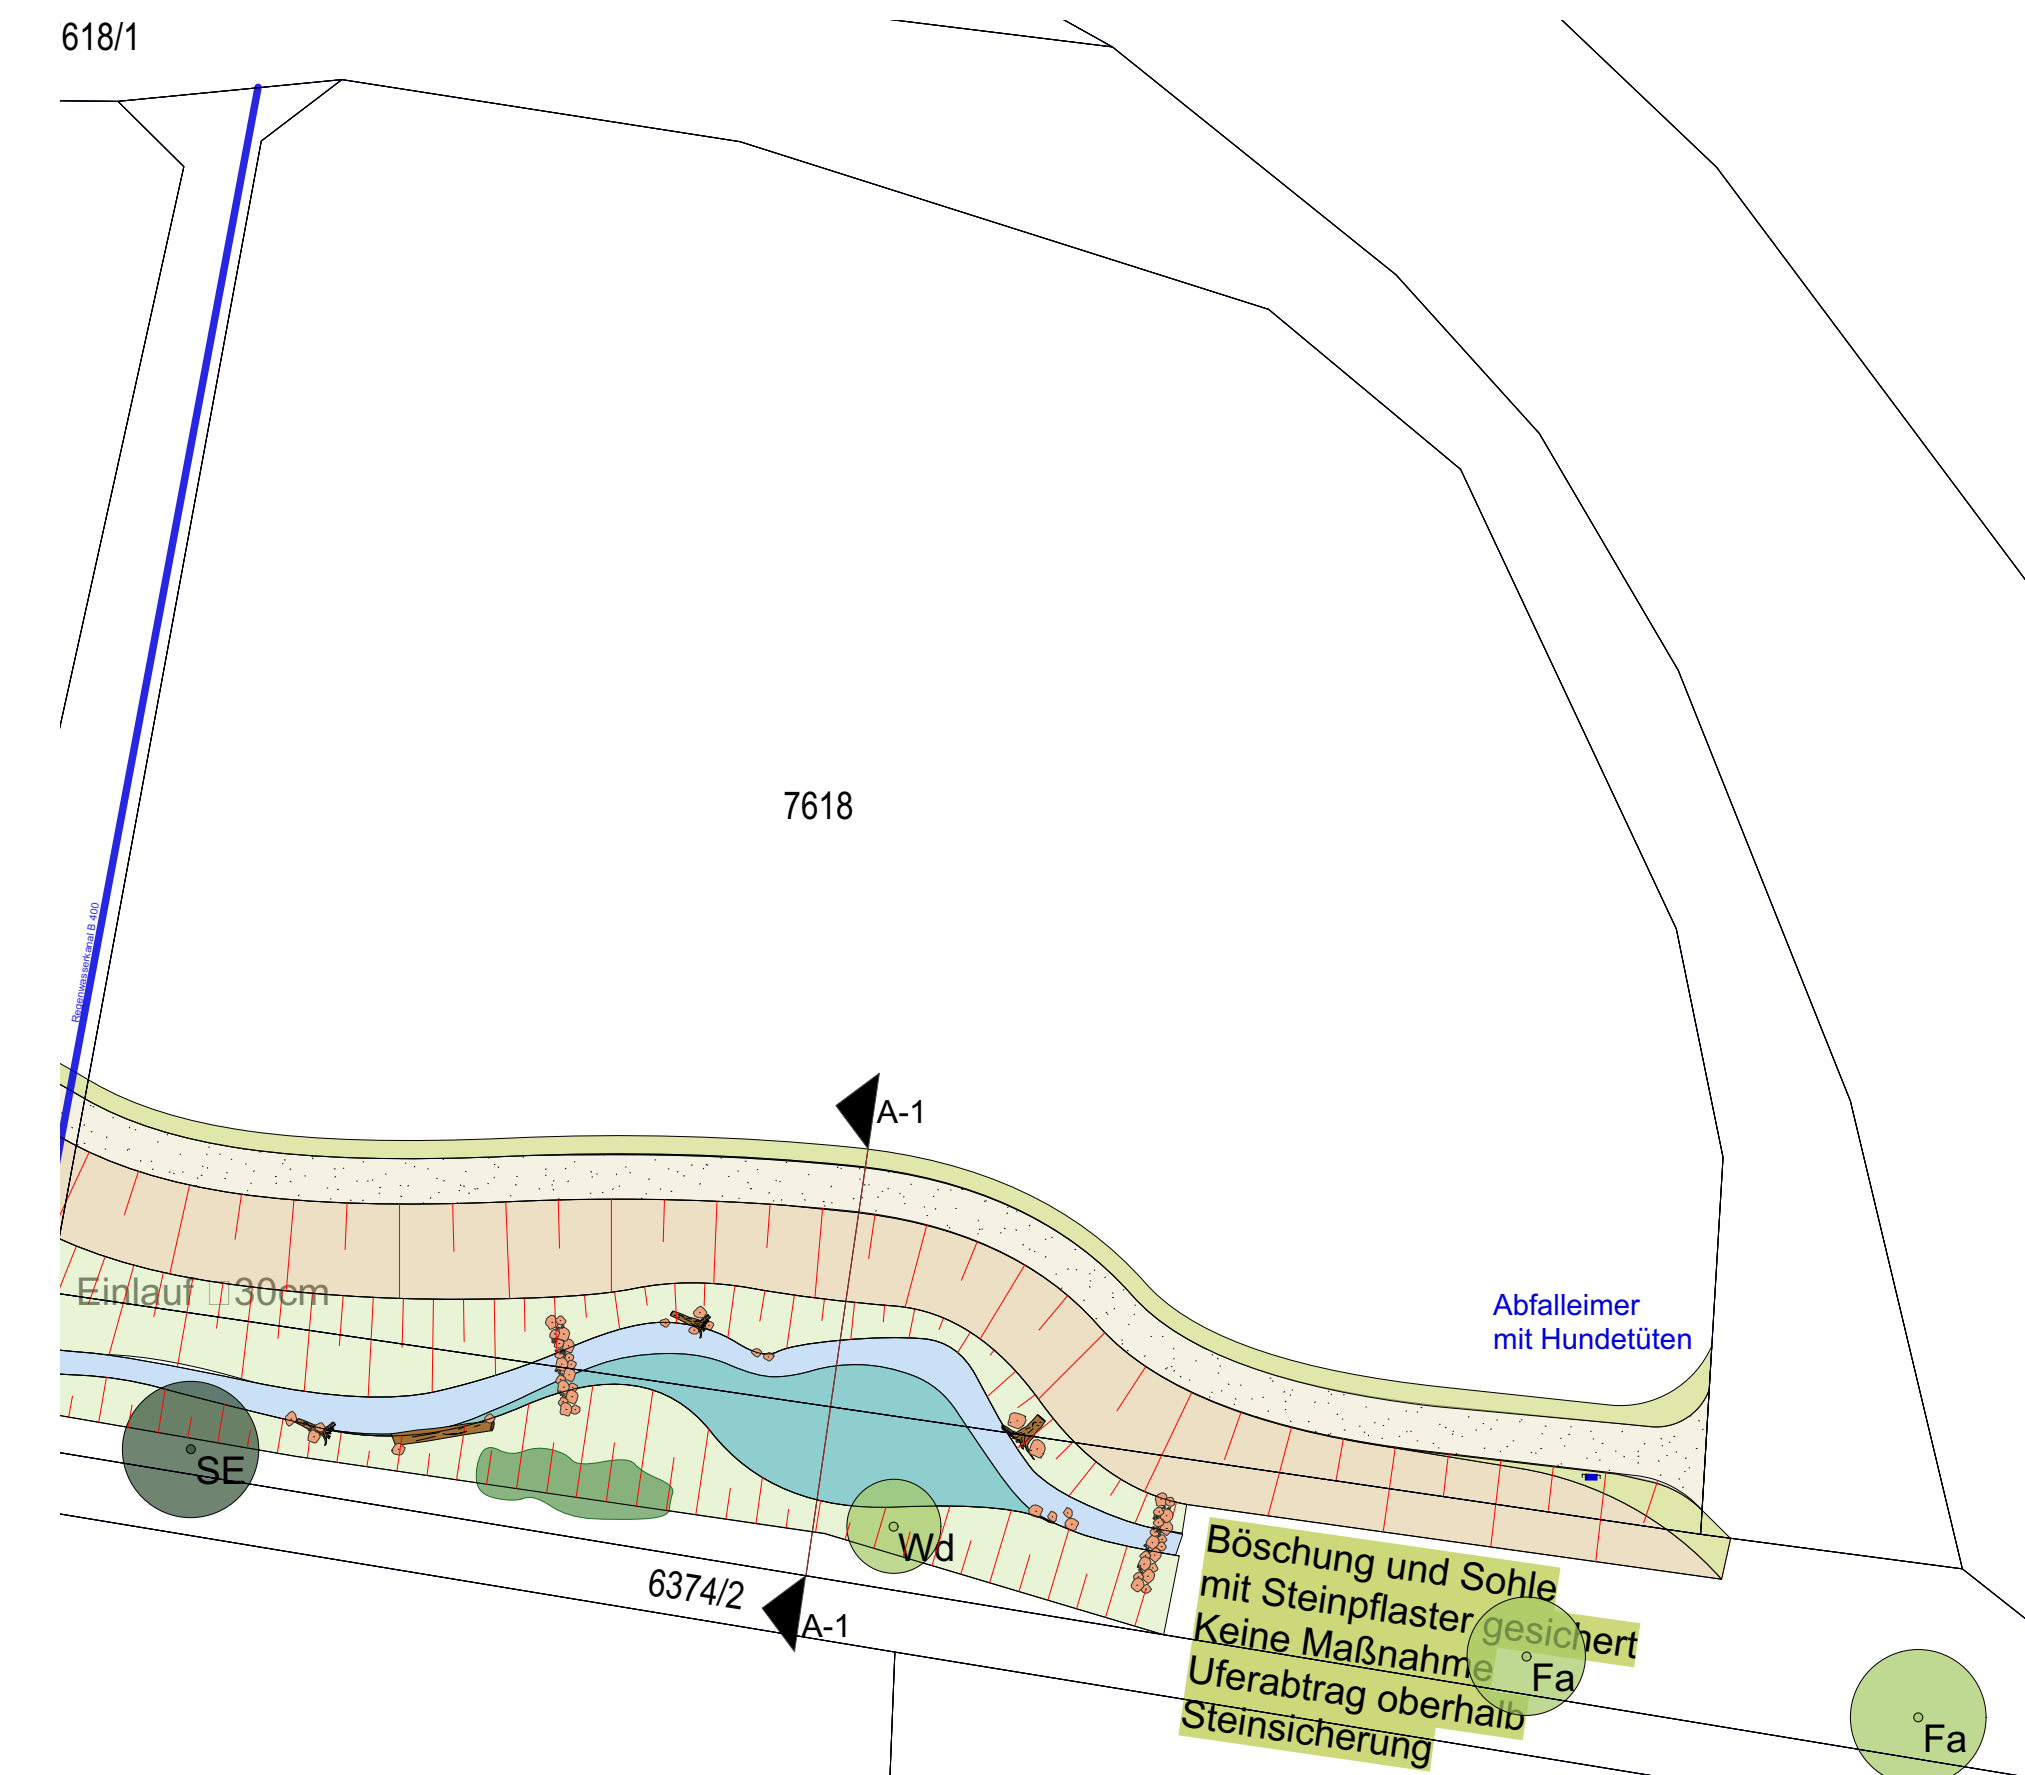 618/1
7618
Regenwasserkanal B 400
A-1
Einlauf □30cm
Abfalleimer
mit Hundetüten
SE
Wd
6374/2
A-1
Böschung und Sohle
mit Steinpflaster gesichert
Keine Maßnahme
Uferabtrag oberhalb
Steinsicherung
Fa
Fa